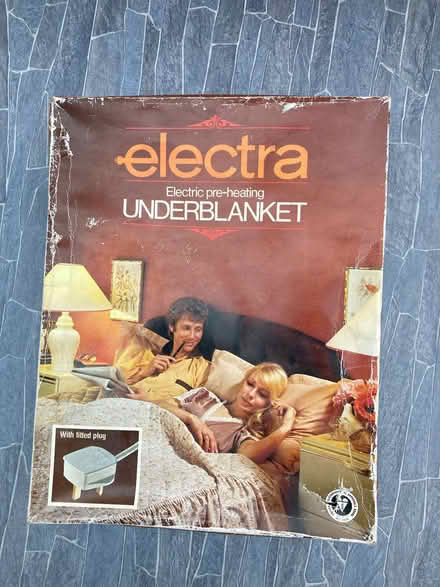 electra
Electric pre-heating
UNDERBLANKET
With fitted plug